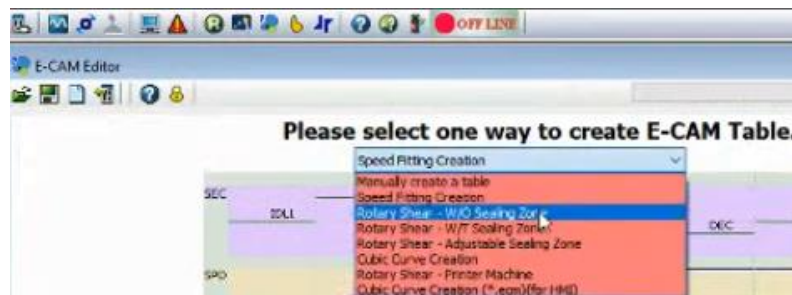 OFF LINE
E-CAM Editor
Please select one way to create E-CAM Table.
Speed Fitting Creation
Manually create a table
Speed Fitting Creation
Rotary Shear - W/O Sealing Zone
Rotary Shear - W/T Sealing Zone
Rotary Shear - Adjustable Sealing Zone
Cubic Curve Creation
Rotary Shear - Printer Machine
Cubic Curve Creation (*.ecm)(for HMI)
SEC
IDLL
DEC
SPD